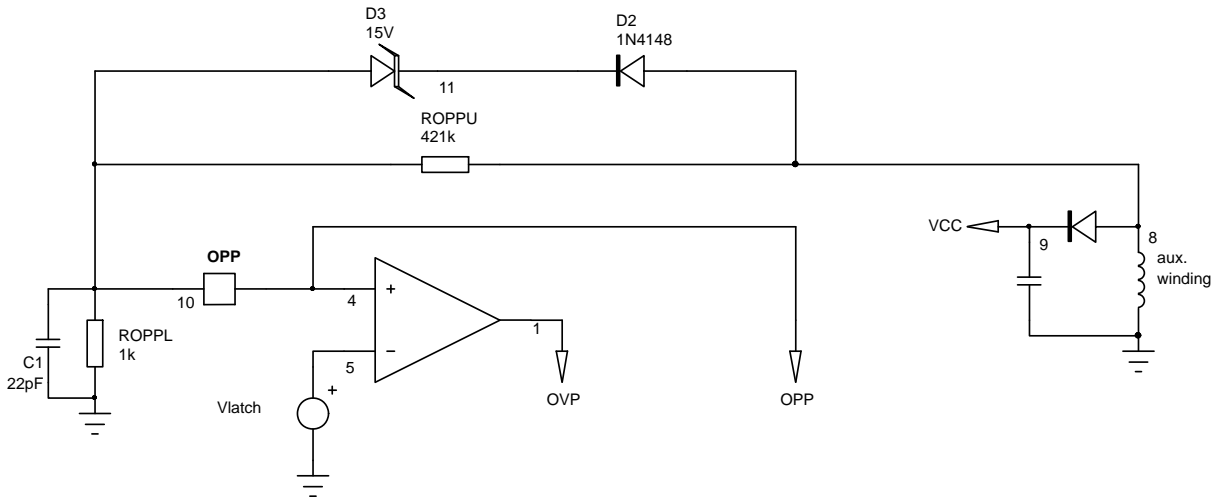 D3
15V
D2
1N4148
11
ROPPU
421k
VCC
9
8
aux.
winding
OPP
10
4
ROPPL
1k
1
C1
22pF
5
Vlatch
OVP
OPP